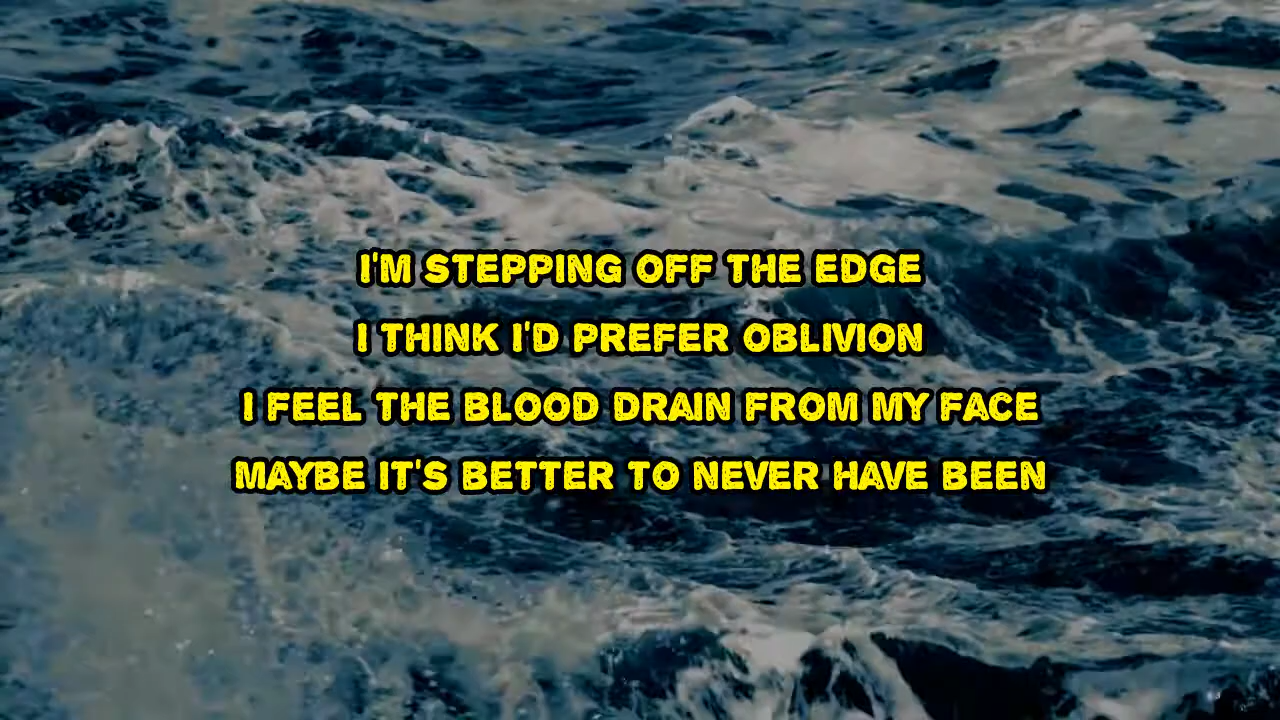 I'M STEPPING OFF THE EDGE
I THINK I'D PREFER OBLIVION
I FEEL THE BLOOD DRAIN FROM MY FACE
MAYBE IT'S BETTER TO NEVER HAVE BEEN